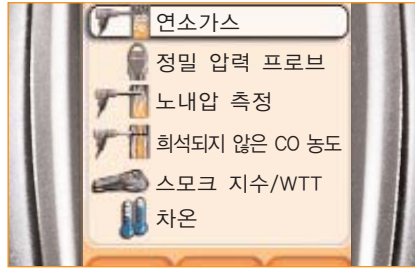 연소가스
정밀 압력 프로브
노내압 측정
희석되지 않은 CO 농도
스모크 지수/WTT
차온